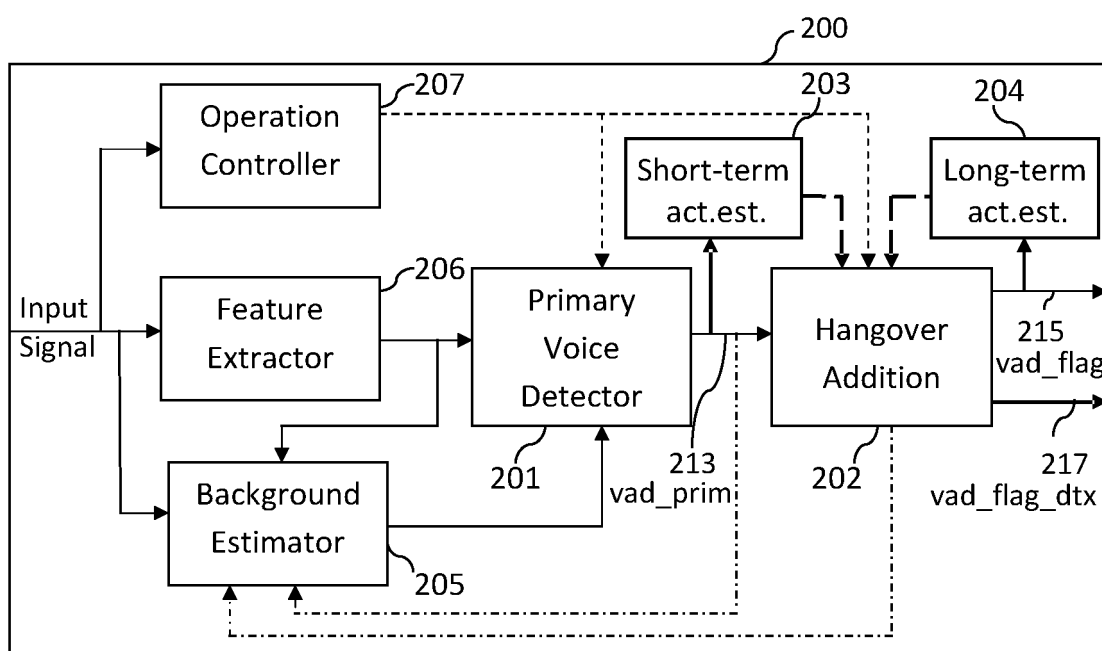 200
207
Operation
Controller
203
Short-term
act.est.
204
Long-term
act.est.
206
Input
Signal
Feature
Extractor
Primary
Voice
Detector
Hangover
Addition
215
vad_flag
201
213
vad_prim
202
217
vad_flag_dtx
Background
Estimator
205